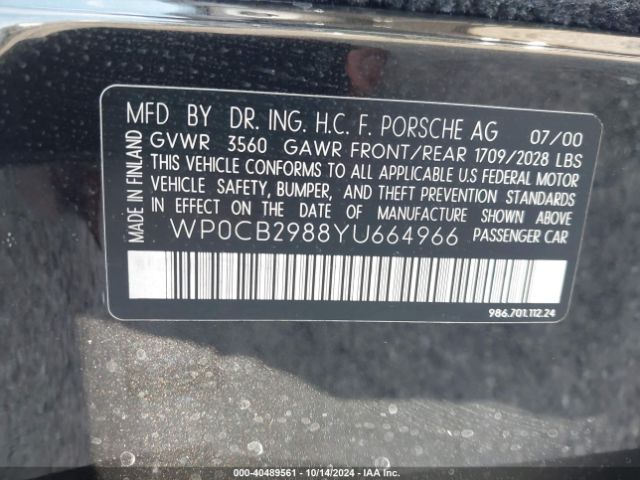 MFD BY DR. ING. H.C. F. PORSCHE AG 07/00
GVWR 3560 GAWR FRONT/REAR 1709/2028 LBS
THIS VEHICLE CONFORMS TO ALL APPLICABLE U.S FEDERAL MOTOR
VEHICLE SAFETY, BUMPER, AND THEFT PREVENTION STANDARDS
IN EFFECT ON THE DATE OF MANUFACTURE SHOWN ABOVE
WP0CB2988YU664966 PASSENGER CAR
MADE IN FINLAND
986.701.112.24
000-40489561 - 10/14/2024 - IAA Inc.